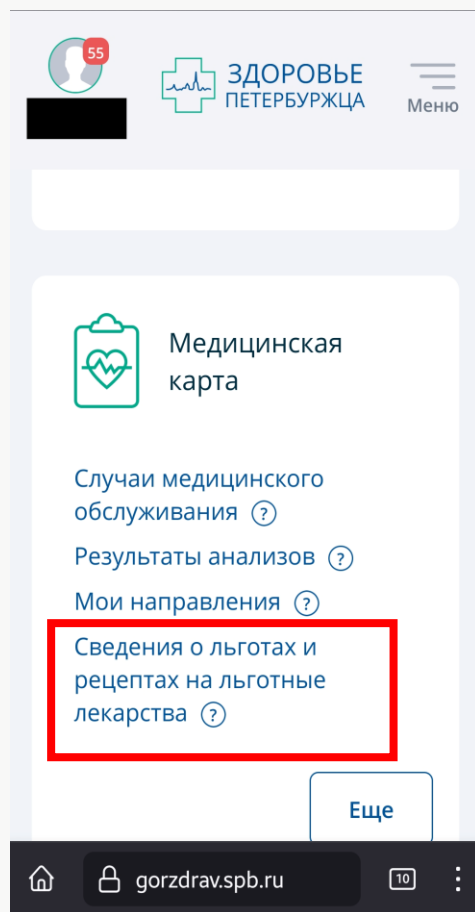 55
ЗДОРОВЬЕ
ПЕТЕРБУРЖЦА
Меню
Медицинская
карта
Случаи медицинского
обслуживания ?
Результаты анализов ?
Мои направления ?
Сведения о льготах и
рецептах на льготные
лекарства ?
Еще
gorzdrav.spb.ru
10